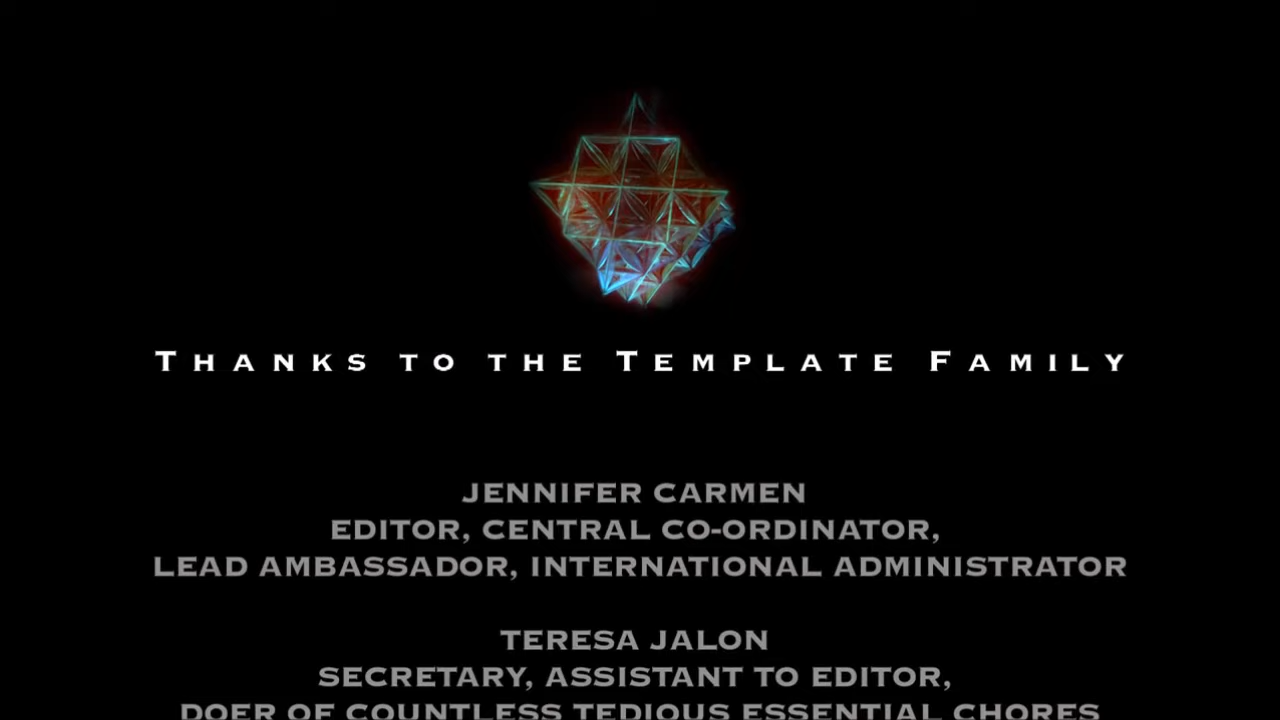 Thanks to the Template Family
JENNIFER CARMEN
EDITOR, CENTRAL CO-ORDINATOR,
LEAD AMBASSADOR, INTERNATIONAL ADMINISTRATOR
TERESA JALON
SECRETARY, ASSISTANT TO EDITOR,
DOER OF COUNTLESS TEDIOUS ESSENTIAL CHORES